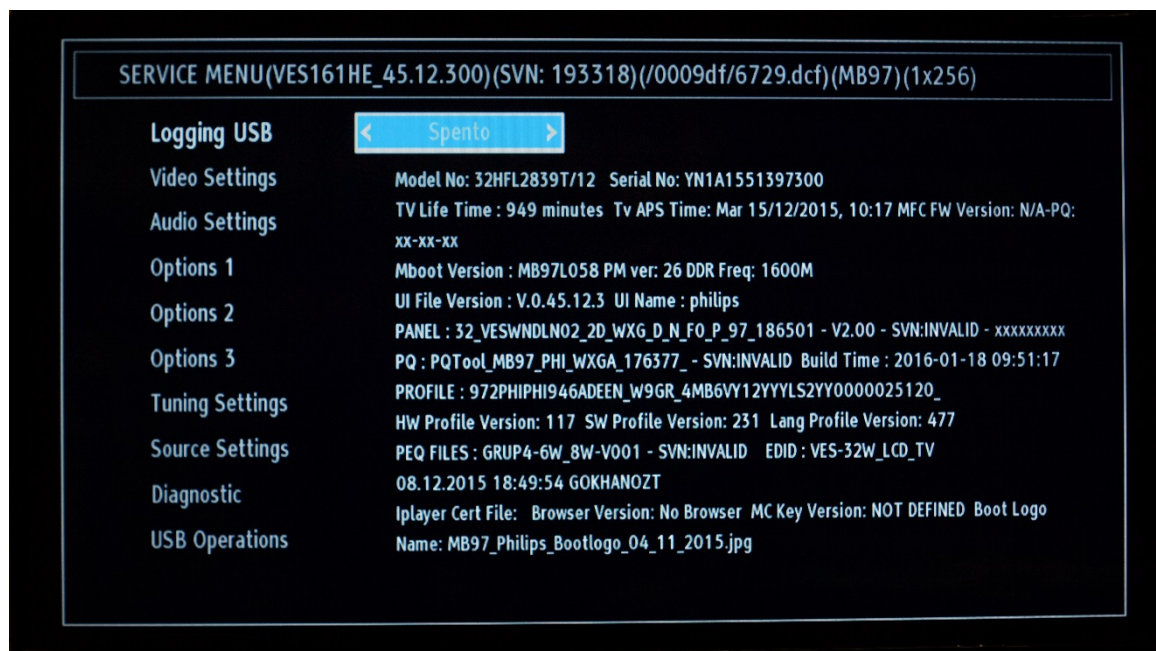 SERVICE MENU(VES161HE_45.12.300)(SVN: 193318)(/0009df/6729.dcf)(MB97)(1x256)
Logging USB < Spento >
Video Settings
Audio Settings
Options 1
Options 2
Options 3
Tuning Settings
Source Settings
Diagnostic
USB Operations
Model No: 32HFL2839T/12 Serial No: YN1A1551397300
TV Life Time : 949 minutes Tv APS Time: Mar 15/12/2015, 10:17 MFC FW Version: N/A-PQ:
xx-xx-xx
Mboot Version : MB97L058 PM ver: 26 DDR Freq: 1600M
UI File Version : V.0.45.12.3 UI Name : philips
PANEL : 32_VESWNDLN02_2D_WXG_D_N_F0_P_97_186501 - V2.00 - SVN:INVALID - xxxxxxxxx
PQ : PQTool_MB97_PHI_WXGA_176377_ - SVN:INVALID Build Time : 2016-01-18 09:51:17
PROFILE : 972PHIPHI946ADEEN_W9GR_4MB6VY12YYYLS2YY0000025120_
HW Profile Version: 117 SW Profile Version: 231 Lang Profile Version: 477
PEQ FILES : GRUP4-6W_8W-V001 - SVN:INVALID EDID : VES-32W_LCD_TV
08.12.2015 18:49:54 GOKHANOZT
Iplayer Cert File: Browser Version: No Browser MC Key Version: NOT DEFINED Boot Logo
Name: MB97_Philips_Bootlogo_04_11_2015.jpg